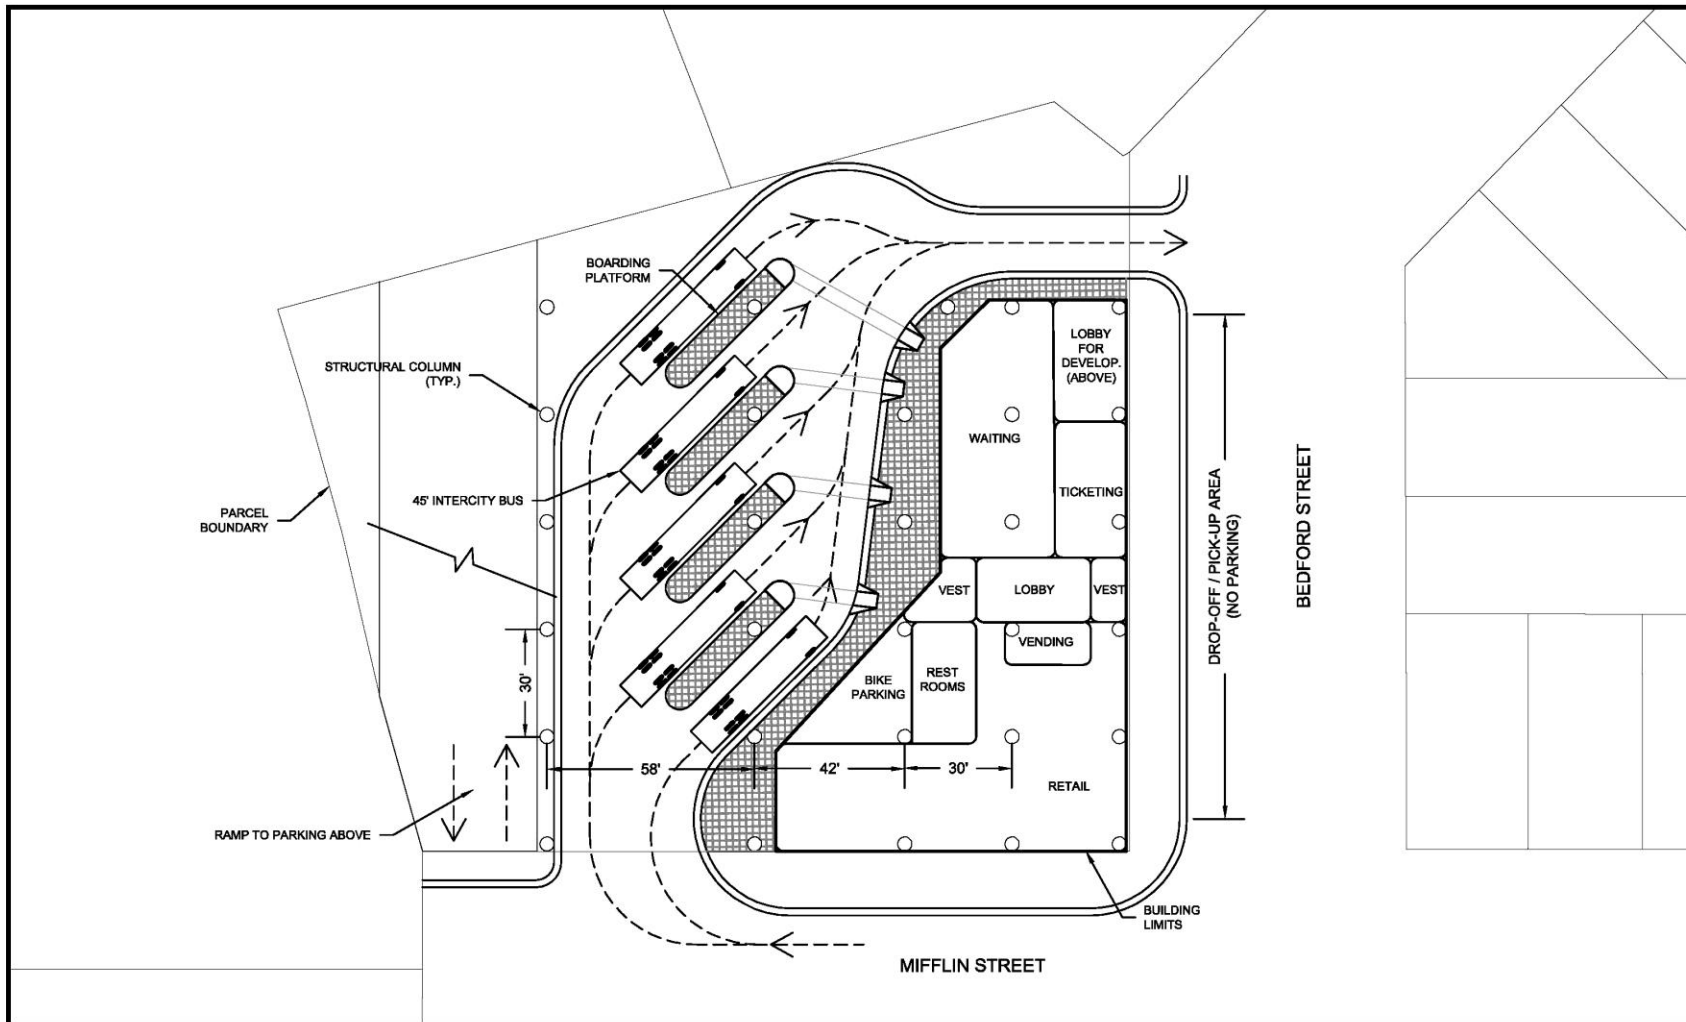 BOARDING
PLATFORM
STRUCTURAL COLUMN
(TYP.)
LOBBY
FOR
DEVELOP.
(ABOVE)
WAITING
45' INTERCITY BUS
TICKETING
PARCEL
BOUNDARY
DROP-OFF / PICK-UP AREA
(NO PARKING)
BEDFORD STREET
VEST
LOBBY
VEST
VENDING
30'
BIKE
PARKING
REST
ROOMS
58'
42'
30'
RETAIL
RAMP TO PARKING ABOVE
BUILDING
LIMITS
MIFFLIN STREET